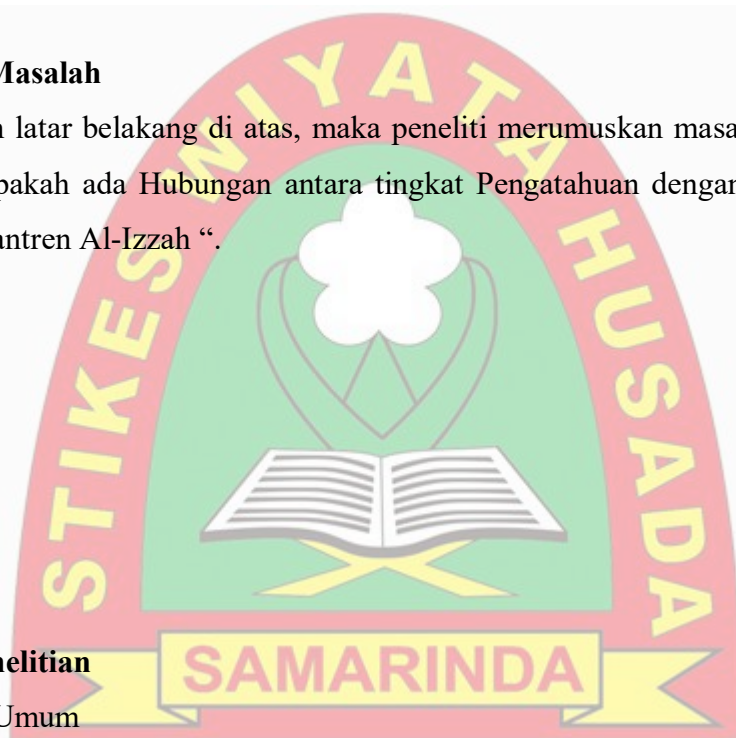 Masalah
n latar belakang di atas, maka peneliti merumuskan masa
pakah ada Hubungan antara tingkat Pengatahuan dengan
antren Al-Izzah “.
STIKES WIYATA HUSADA
SAMARINDA
nelitian
Umum